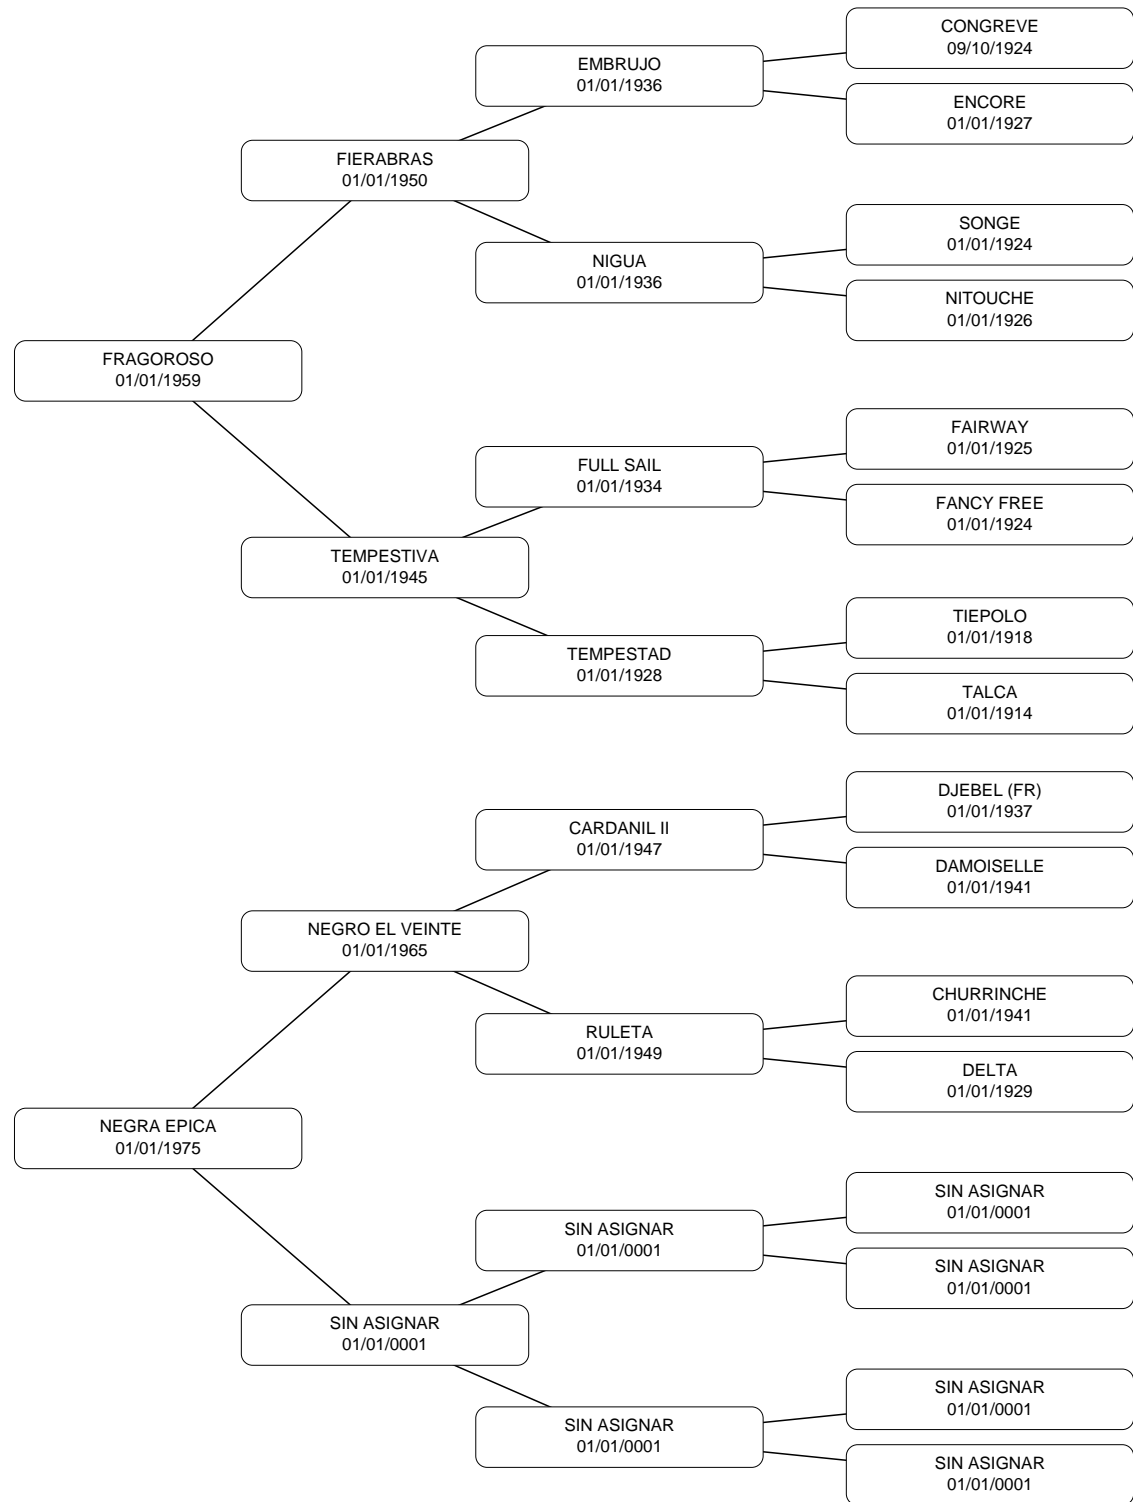 CONGREVE
09/10/1924
EMBRUJO
01/01/1936
ENCORE
01/01/1927
FIERABRAS
01/01/1950
SONGE
01/01/1924
NIGUA
01/01/1936
NITOUCHE
01/01/1926
FRAGOROSO
01/01/1959
FAIRWAY
01/01/1925
FULL SAIL
01/01/1934
FANCY FREE
01/01/1924
TEMPESTIVA
01/01/1945
TIEPOLO
01/01/1918
TEMPESTAD
01/01/1928
TALCA
01/01/1914
DJEBEL (FR)
01/01/1937
CARDANIL II
01/01/1947
DAMOISELLE
01/01/1941
NEGRO EL VEINTE
01/01/1965
CHURRINCHE
01/01/1941
RULETA
01/01/1949
DELTA
01/01/1929
NEGRA EPICA
01/01/1975
SIN ASIGNAR
01/01/0001
SIN ASIGNAR
01/01/0001
SIN ASIGNAR
01/01/0001
SIN ASIGNAR
01/01/0001
SIN ASIGNAR
01/01/0001
SIN ASIGNAR
01/01/0001
SIN ASIGNAR
01/01/0001